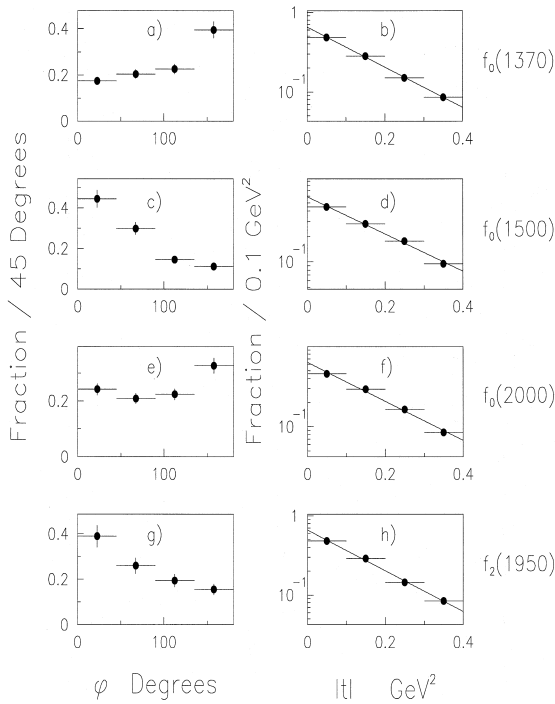 Fraction / 45 Degrees
Fraction / 0.1 GeV²
a)
0.4
0.2
0
0 100
b)
1
10⁻¹
0 0.2 0.4
f₀(1370)
c)
0.4
0.2
0
0 100
d)
10⁻¹
0 0.2 0.4
f₀(1500)
e)
0.2
0
0 100
f)
10⁻¹
0 0.2 0.4
f₀(2000)
g)
0.4
0.2
0
0 100
h)
1
10⁻¹
0 0.2 0.4
f₂(1950)
φ Degrees
|t| GeV²